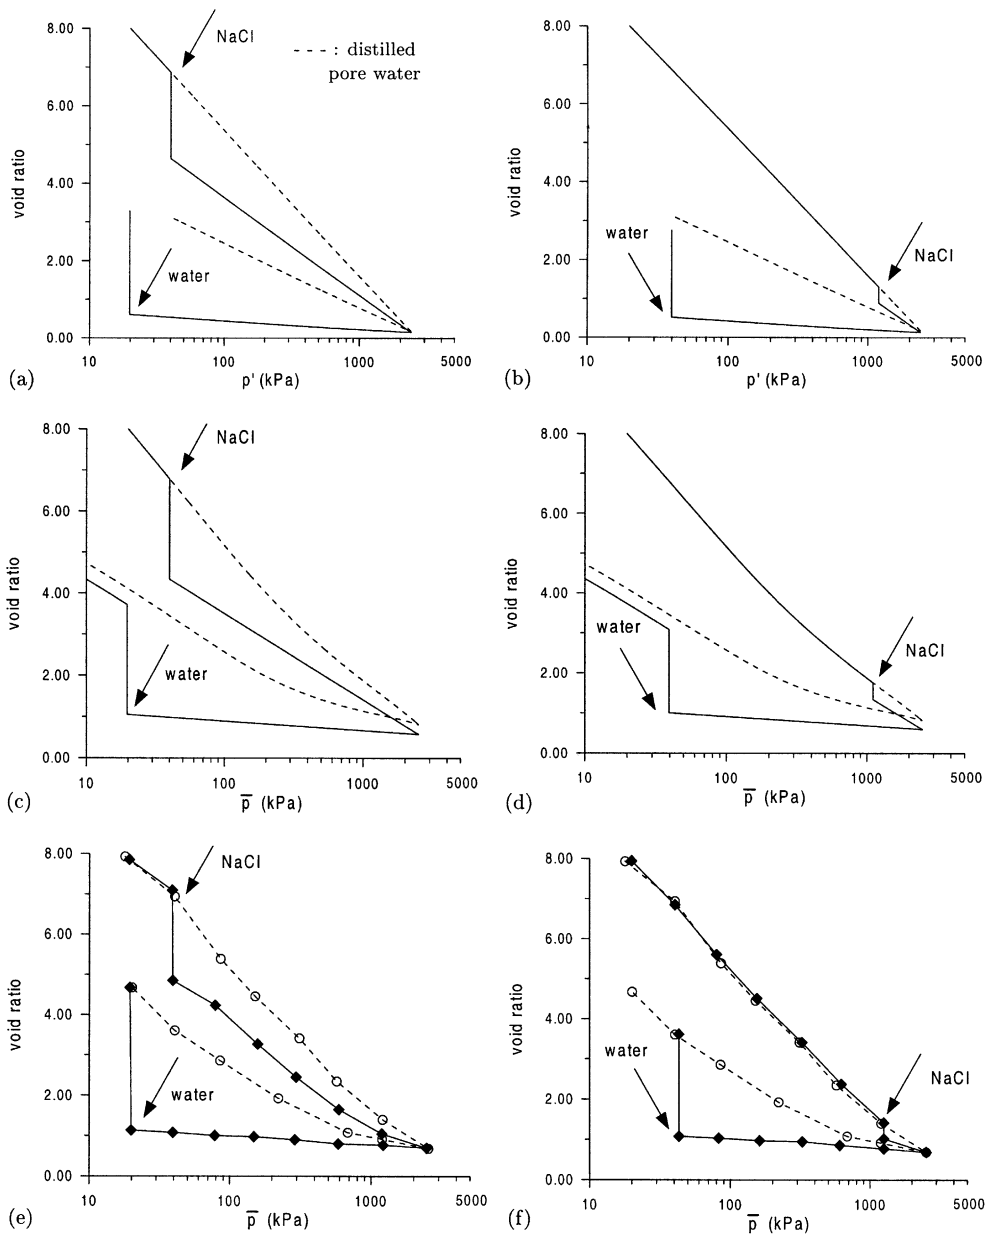 8.00
6.00
4.00
2.00
0.00
void ratio
NaCl
- - - : distilled
pore water
water
10
100
1000
5000
p' (kPa)
(a)
8.00
6.00
4.00
2.00
0.00
void ratio
water
NaCl
10
100
1000
5000
p' (kPa)
(b)
8.00
6.00
4.00
2.00
0.00
void ratio
NaCl
water
10
100
1000
5000
p̅ (kPa)
(c)
8.00
6.00
4.00
2.00
0.00
void ratio
water
NaCl
10
100
1000
5000
p̅ (kPa)
(d)
8.00
6.00
4.00
2.00
0.00
void ratio
NaCl
water
10
100
1000
5000
p̅ (kPa)
(e)
8.00
6.00
4.00
2.00
0.00
void ratio
water
NaCl
10
100
1000
5000
p̅ (kPa)
(f)